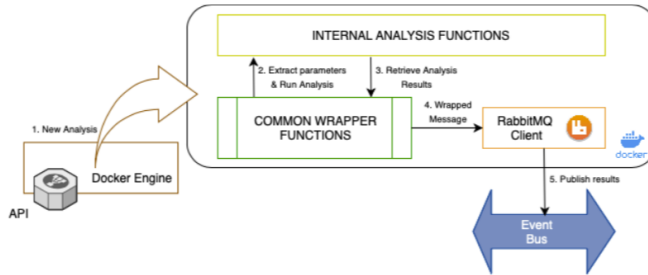 INTERNAL ANALYSIS FUNCTIONS
2. Extract parameters
& Run Analysis
3. Retrieve Analysis
Results
COMMON WRAPPER
FUNCTIONS
4. Wrapped
Message
RabbitMQ
Client
docker
1. New Analysis
Docker Engine
API
5. Publish results
Event
Bus